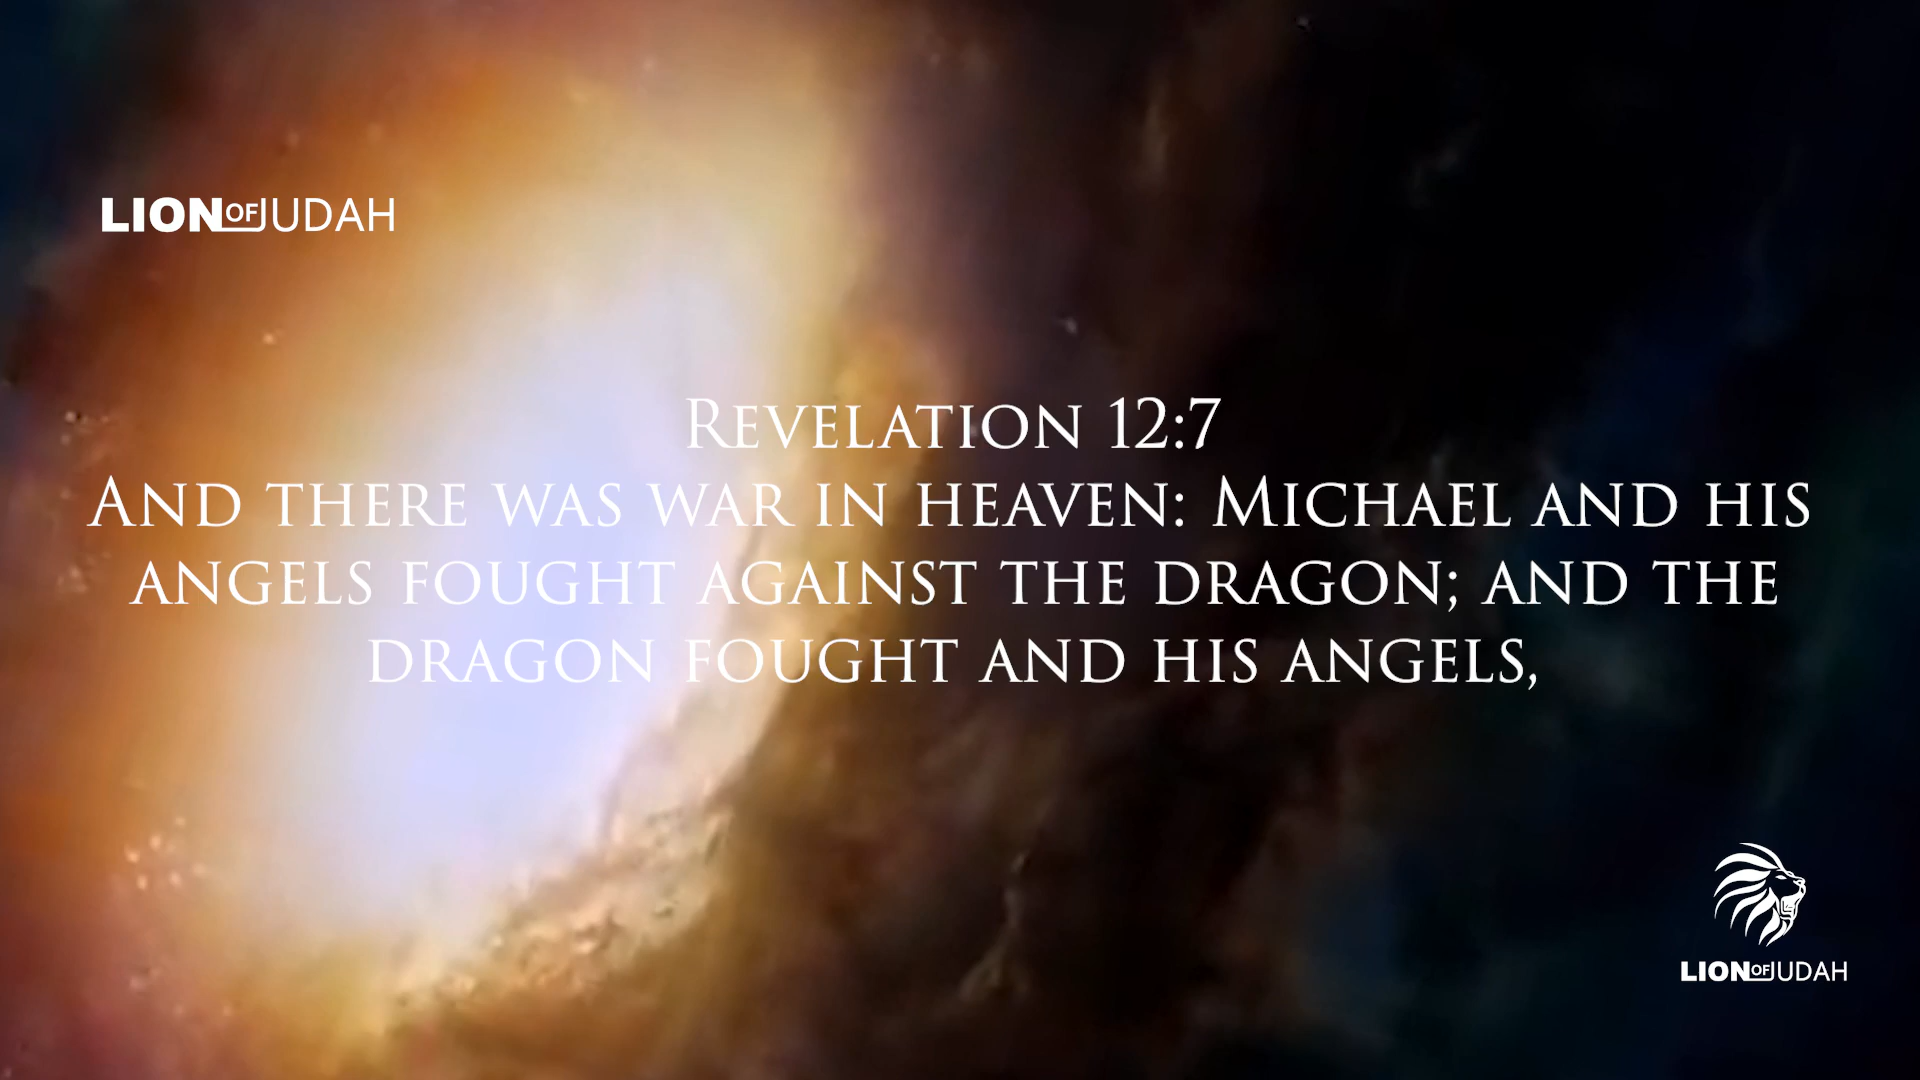 LION OF JUDAH
REVELATION 12:7
AND THERE WAS WAR IN HEAVEN: MICHAEL AND HIS
ANGELS FOUGHT AGAINST THE DRAGON; AND THE
DRAGON FOUGHT AND HIS ANGELS,
LION OF JUDAH